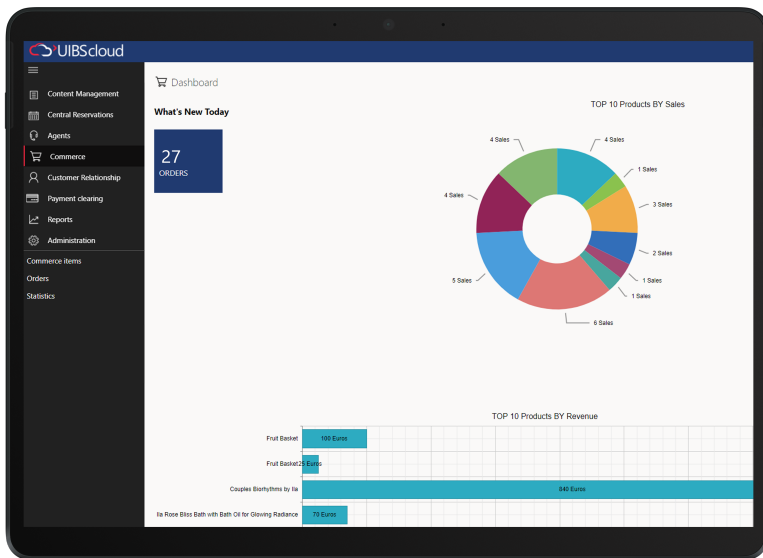 UIBScloud
Content Management
Central Reservations
Agents
Commerce
Customer Relationship
Payment clearing
Reports
Administration
Commerce items
Orders
Statistics
Dashboard
What's New Today
27
ORDERS
TOP 10 Products BY Sales
4 Sales
1 Sales
3 Sales
2 Sales
1 Sales
1 Sales
6 Sales
5 Sales
4 Sales
4 Sales
TOP 10 Products BY Revenue
Fruit Basket 100 Euros
Fruit Basket 25 Euros
Couples Biorhythms by Ila 840 Euros
Ila Rose Bliss Bath with Bath Oil for Glowing Radiance 70 Euros